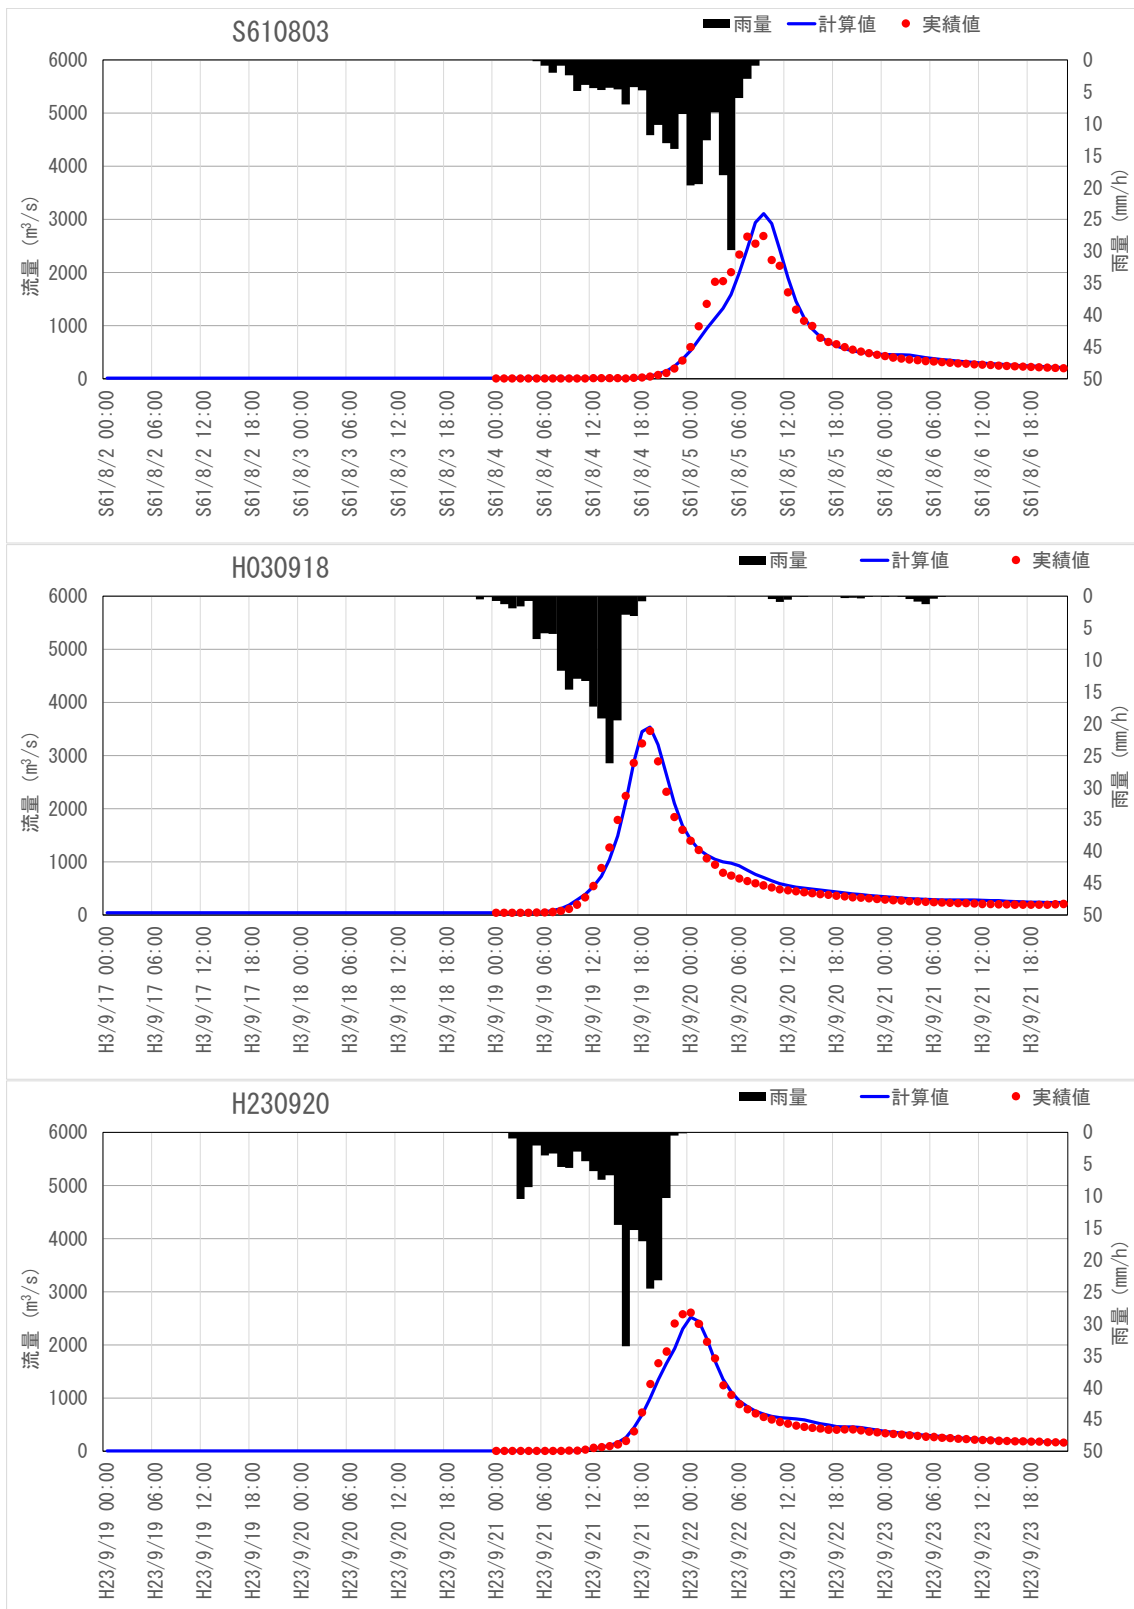 S610803
雨量 計算値 実績値
6000 5000 4000 3000 2000 1000 0
流量 (m³/s)
0 5 10 15 20 25 30 35 40 45 50
雨量 (mm/h)
S61/8/2 00:00
S61/8/2 06:00
S61/8/2 12:00
S61/8/2 18:00
S61/8/3 00:00
S61/8/3 06:00
S61/8/3 12:00
S61/8/3 18:00
S61/8/4 00:00
S61/8/4 06:00
S61/8/4 12:00
S61/8/4 18:00
S61/8/5 00:00
S61/8/5 06:00
S61/8/5 12:00
S61/8/5 18:00
S61/8/6 00:00
S61/8/6 06:00
S61/8/6 12:00
S61/8/6 18:00
H030918
雨量 計算値 実績値
6000 5000 4000 3000 2000 1000 0
流量 (m³/s)
0 5 10 15 20 25 30 35 40 45 50
雨量 (mm/h)
H3/9/17 00:00
H3/9/17 06:00
H3/9/17 12:00
H3/9/17 18:00
H3/9/18 00:00
H3/9/18 06:00
H3/9/18 12:00
H3/9/18 18:00
H3/9/19 00:00
H3/9/19 06:00
H3/9/19 12:00
H3/9/19 18:00
H3/9/20 00:00
H3/9/20 06:00
H3/9/20 12:00
H3/9/20 18:00
H3/9/21 00:00
H3/9/21 06:00
H3/9/21 12:00
H3/9/21 18:00
H230920
雨量 計算値 実績値
6000 5000 4000 3000 2000 1000 0
流量 (m³/s)
0 5 10 15 20 25 30 35 40 45 50
雨量 (mm/h)
H23/9/19 00:00
H23/9/19 06:00
H23/9/19 12:00
H23/9/19 18:00
H23/9/20 00:00
H23/9/20 06:00
H23/9/20 12:00
H23/9/20 18:00
H23/9/21 00:00
H23/9/21 06:00
H23/9/21 12:00
H23/9/21 18:00
H23/9/22 00:00
H23/9/22 06:00
H23/9/22 12:00
H23/9/22 18:00
H23/9/23 00:00
H23/9/23 06:00
H23/9/23 12:00
H23/9/23 18:00